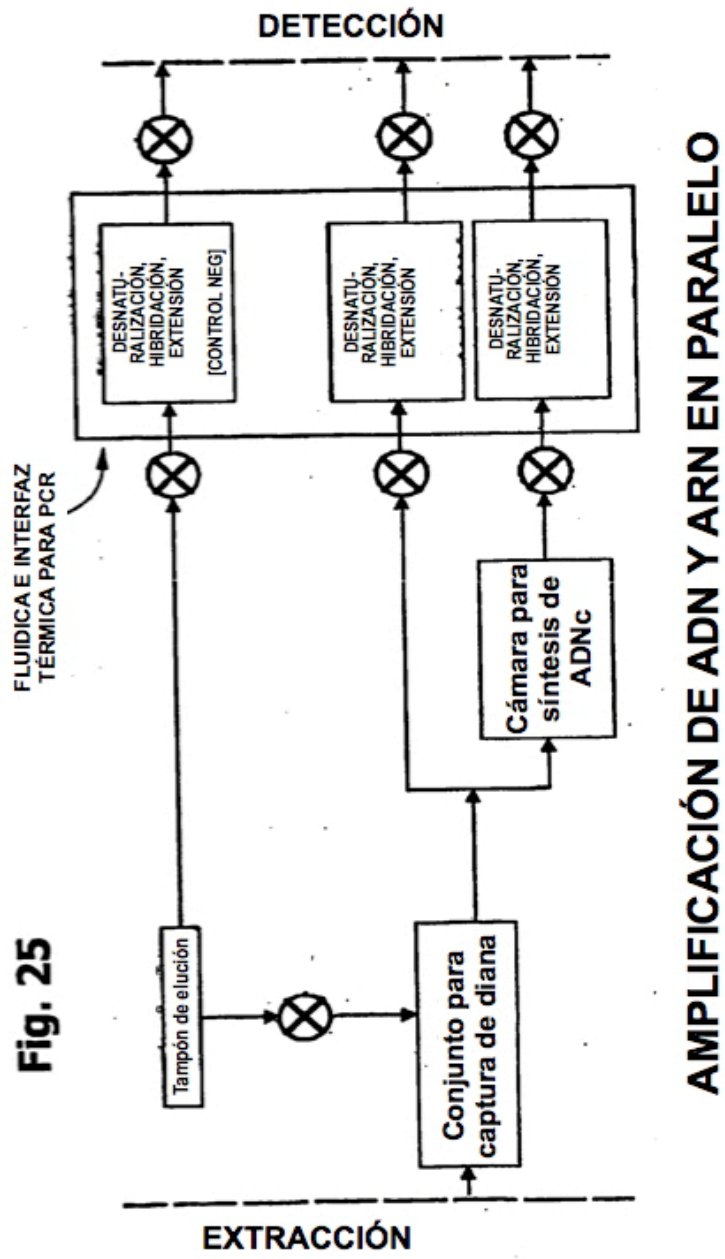 Fig. 25
EXTRACCIÓN
Tampón de elución
Conjunto para
captura de diana
Cámara para
síntesis de
ADNc
FLUIDICA E INTERFAZ
TÉRMICA PARA PCR
DESNATU-
RALIZACIÓN,
HIBRIDACIÓN,
EXTENSIÓN
[CONTROL NEG]
DESNATU-
RALIZACIÓN,
HIBRIDACIÓN,
EXTENSIÓN
DESNATU-
RALIZACIÓN,
HIBRIDACIÓN,
EXTENSIÓN
DETECCIÓN
AMPLIFICACIÓN DE ADN Y ARN EN PARALELO